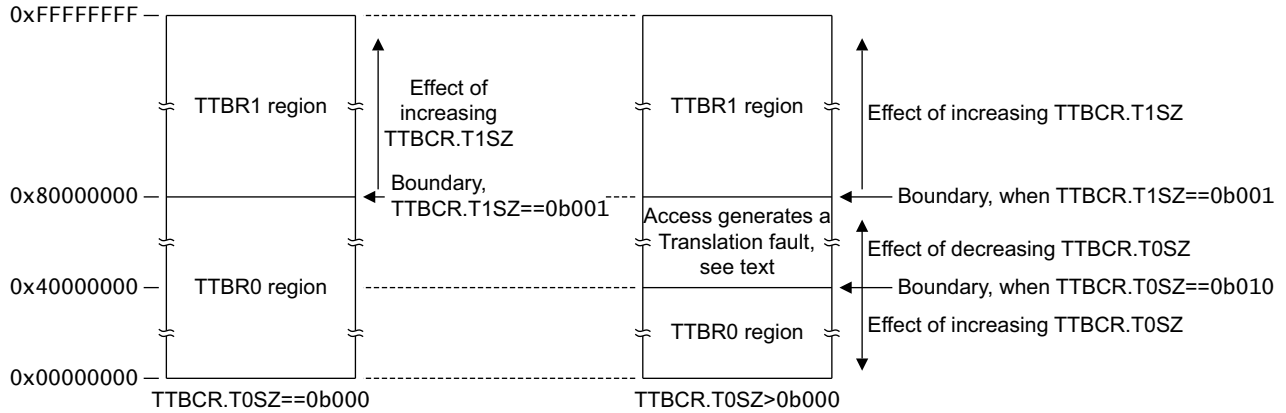 0xFFFFFFFF
TTBR1 region
Effect of
increasing
TTBCR.T1SZ
TTBR1 region
Effect of increasing TTBCR.T1SZ
0x80000000
Boundary,
TTBCR.T1SZ==0b001
Boundary, when TTBCR.T1SZ==0b001
Access generates a
Translation fault,
see text
Effect of decreasing TTBCR.T0SZ
0x40000000
TTBR0 region
Boundary, when TTBCR.T0SZ==0b010
TTBR0 region
Effect of increasing TTBCR.T0SZ
0x00000000
TTBCR.T0SZ==0b000
TTBCR.T0SZ>0b000